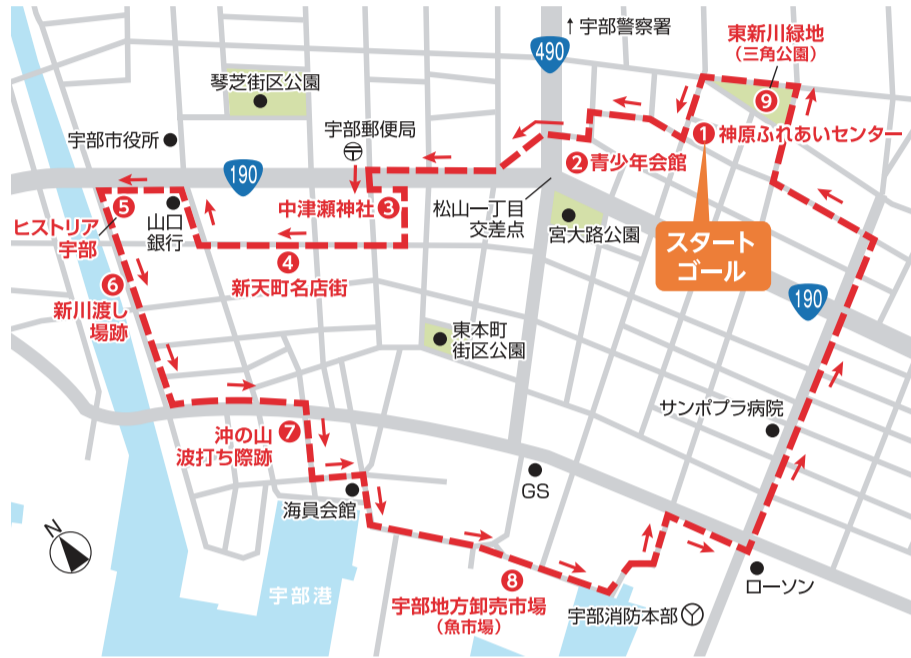 ↑宇部警察署
490
東新川緑地
（三角公園）
9
琴芝街区公園
宇部郵便局
宇部市役所
1 神原ふれあいセンター
2 青少年会館
190
5
山口
銀行
中津瀬神社 3
松山一丁目
交差点
宮大路公園
ヒストリア
宇部
スタート
ゴール
4
新天町名店街
6
新川渡し
場跡
190
東本町
街区公園
サンポプラ病院
沖の山
波打ち際跡
7
GS
海員会館
N
8
宇部地方卸売市場
（魚市場）
宇部港
宇部消防本部
ローソン